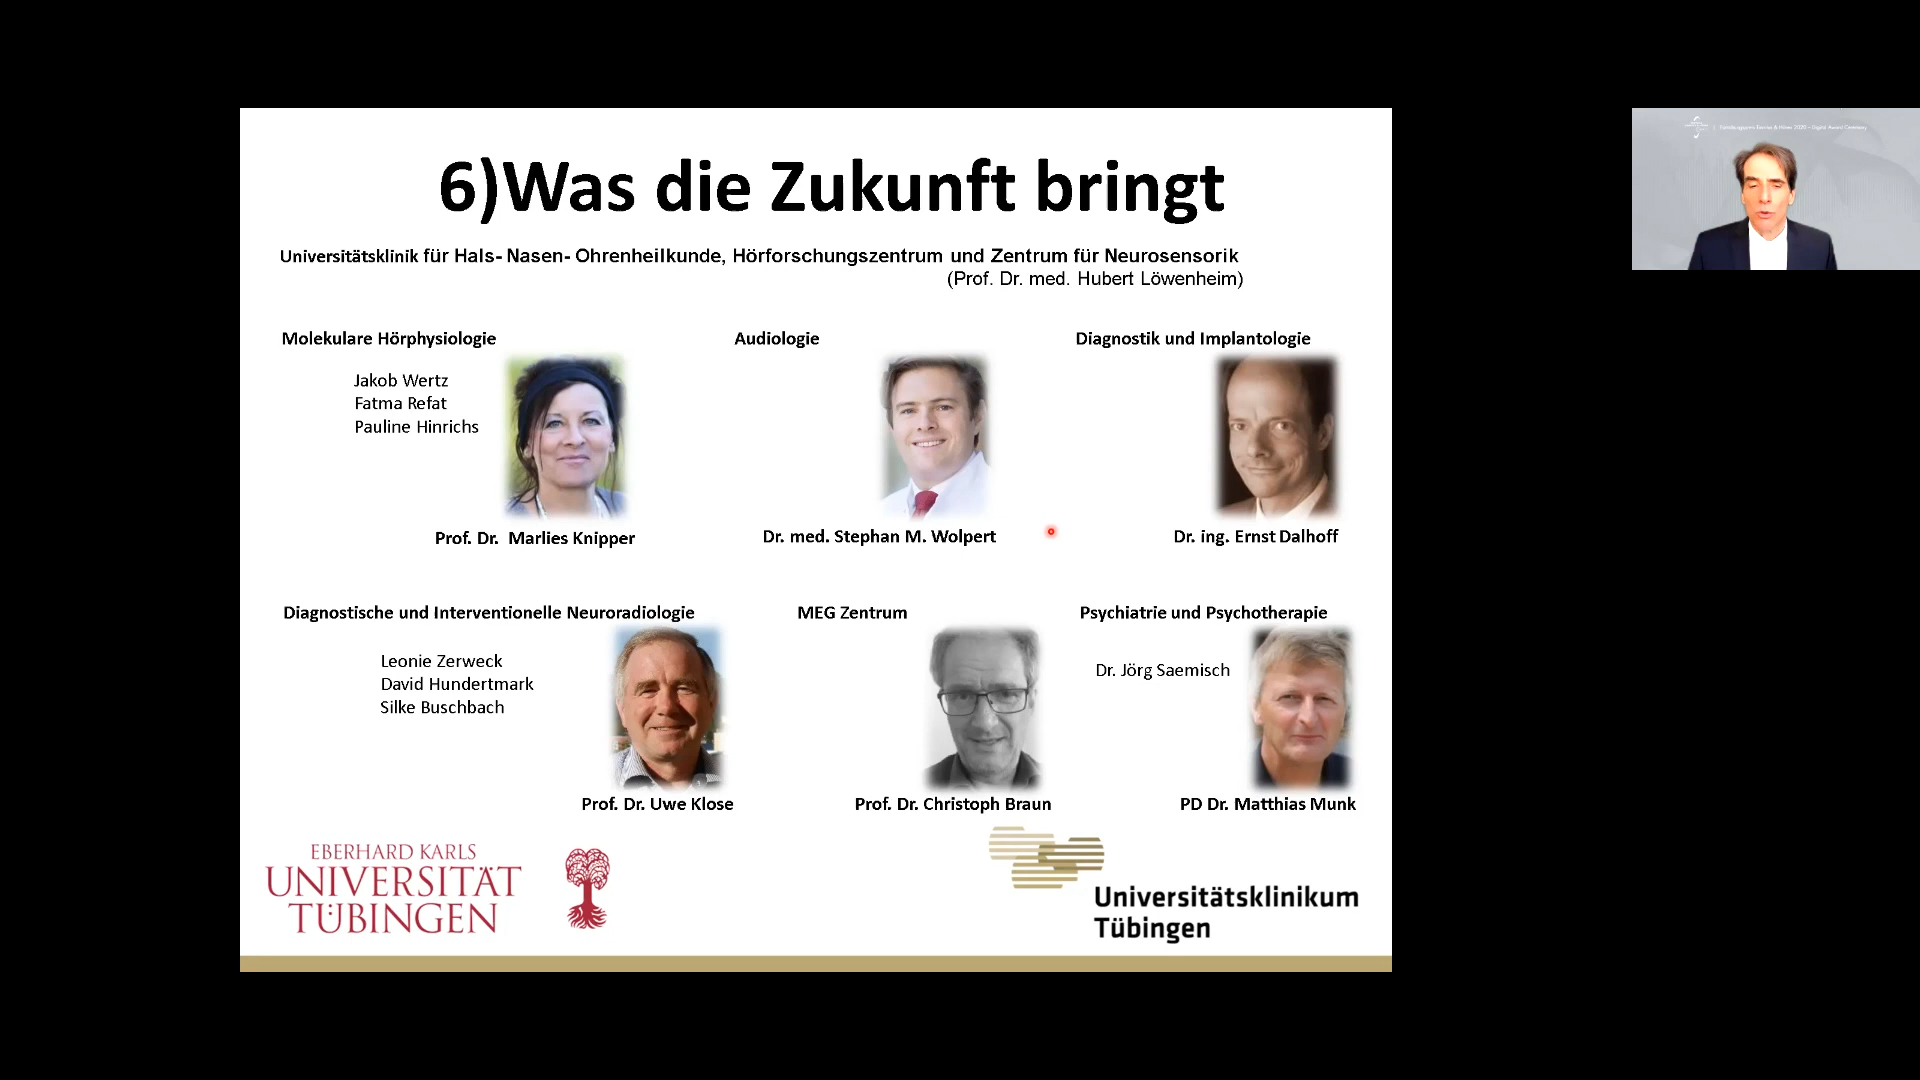 6)Was die Zukunft bringt
Universitätsklinik für Hals- Nasen- Ohrenheilkunde, Hörforschungszentrum und Zentrum für Neurosensorik
(Prof. Dr. med. Hubert Löwenheim)
Molekulare Hörphysiologie
Jakob Wertz
Fatma Refat
Pauline Hinrichs
Prof. Dr. Marlies Knipper
Audiologie
Dr. med. Stephan M. Wolpert
Diagnostik und Implantologie
Dr. ing. Ernst Dalhoff
Diagnostische und Interventionelle Neuroradiologie
Leonie Zerweck
David Hundertmark
Silke Buschbach
Prof. Dr. Uwe Klose
MEG Zentrum
Prof. Dr. Christoph Braun
Psychiatrie und Psychotherapie
Dr. Jörg Saemisch
PD Dr. Matthias Munk
EBERHARD KARLS
UNIVERSITÄT
TÜBINGEN
Universitätsklinikum
Tübingen
2020 – Digital Award Ceremony